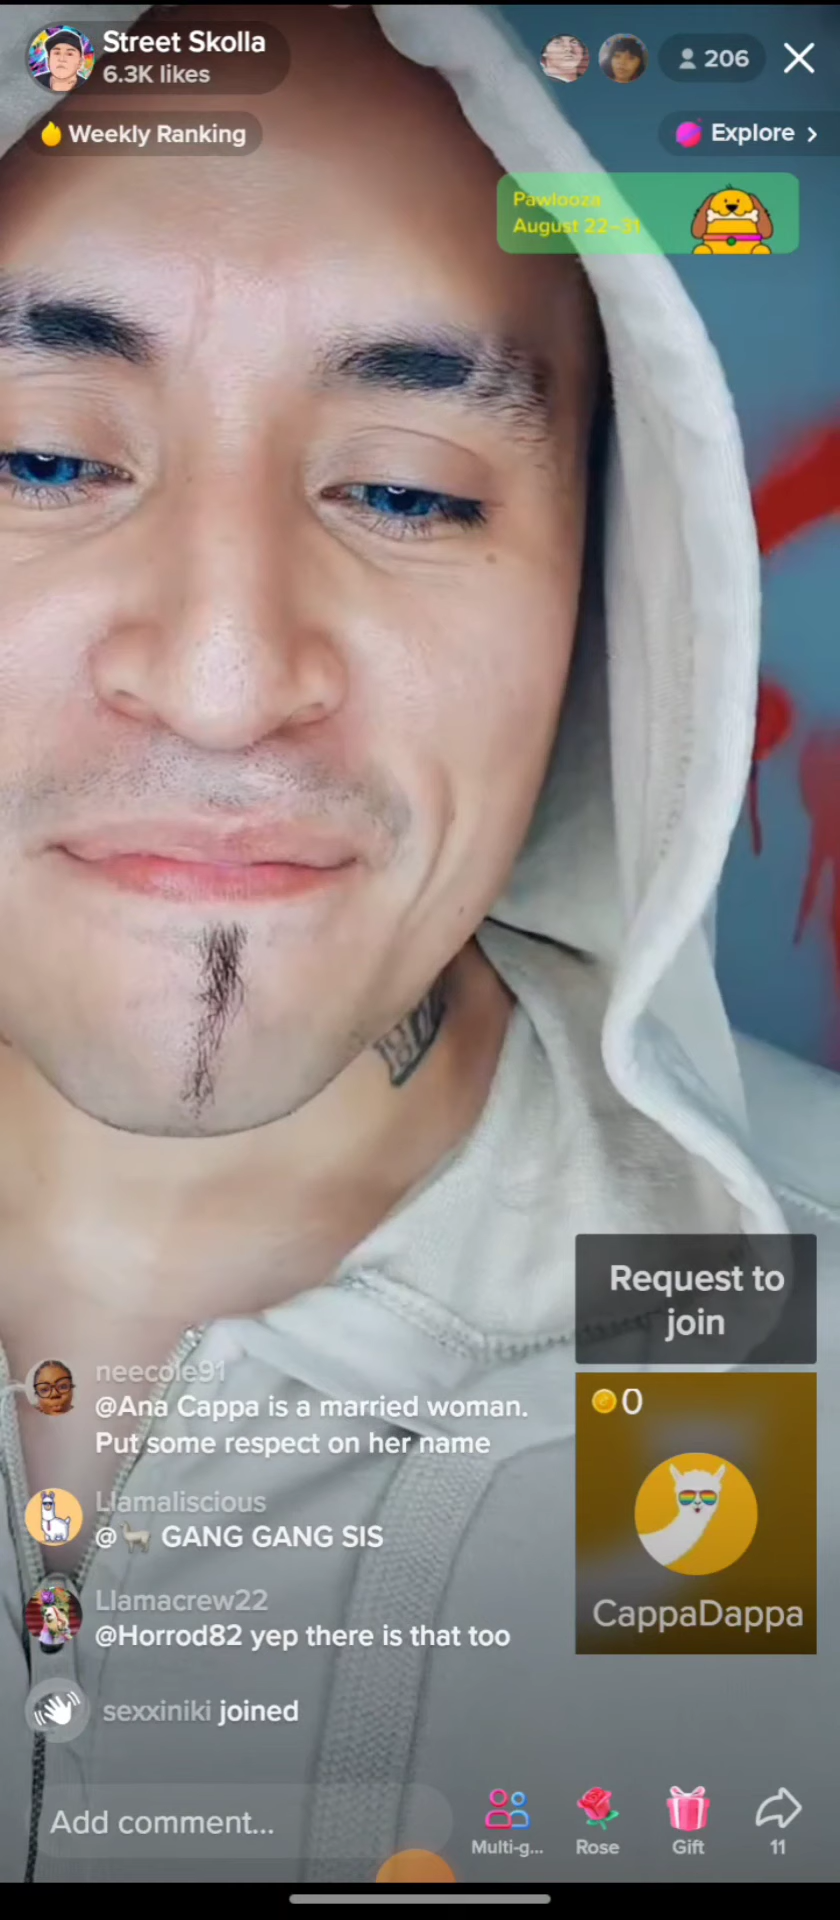 Street Skolla
6.3K likes
206
Weekly Ranking
Explore
Pawlooza
August 22-31
Request to
join
neecole91
@Ana Cappa is a married woman.
Put some respect on her name
0
Llamaliscious
@🦙 GANG GANG SIS
Llamacrew22
@Horrod82 yep there is that too
CappaDappa
sexxiniki joined
Add comment...
Multi-g...
Rose
Gift
11